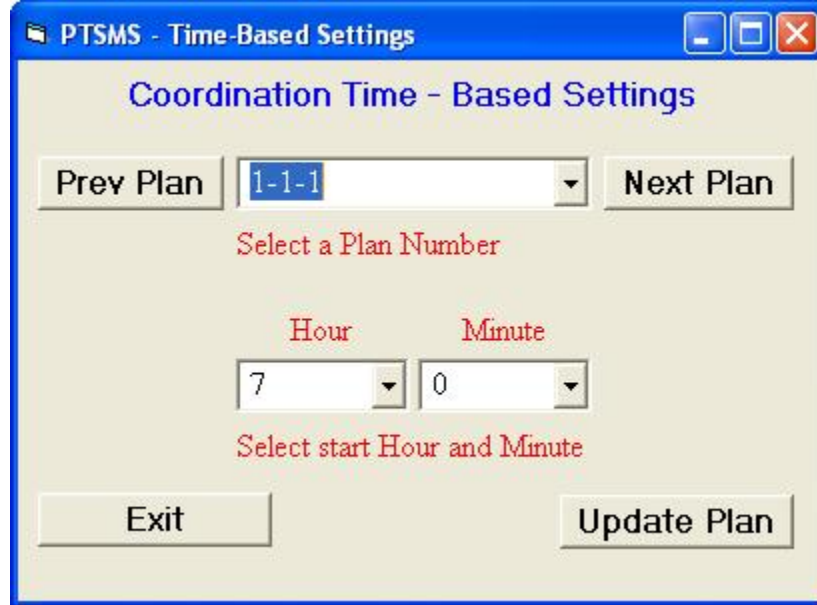 PTSMS - Time-Based Settings
Coordination Time - Based Settings
Prev Plan 1-1-1 Next Plan
Select a Plan Number
Hour Minute
7 0
Select start Hour and Minute
Exit Update Plan